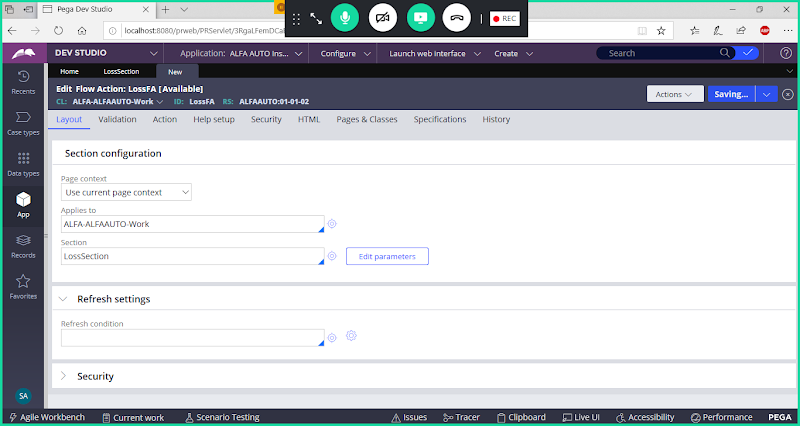 Pega Dev Studio
REC
localhost:8080/prweb/PRServlet/3RgaLFemDCa
ABP
DEV STUDIO
Application: ALFA AUTO Ins...
Configure
Launch web interface
Create
Search
Home
LossSection
New
Recents
Edit Flow Action: LossFA [Available]
CL: ALFA-ALFAAUTO-Work ID: LossFA RS: ALFAAUTO:01-01-02
Actions
Saving...
Case types
Layout
Validation
Action
Help setup
Security
HTML
Pages & Classes
Specifications
History
Data types
Section configuration
Page context
Use current page context
App
Applies to
ALFA-ALFAAUTO-Work
Section
LossSection
Edit parameters
Records
Favorites
Refresh settings
Refresh condition
Security
SA
Agile Workbench
Current work
Scenario Testing
Issues
Tracer
Clipboard
Live UI
Accessibility
Performance
PEGA